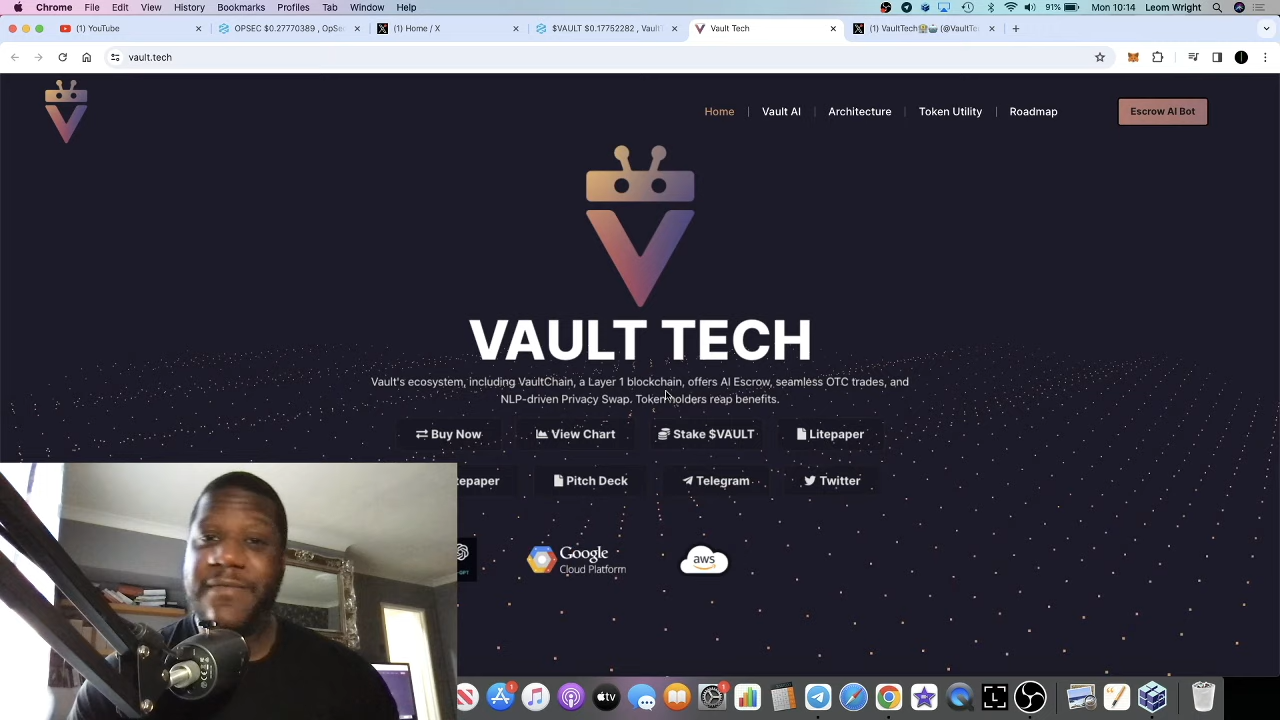 Chrome File Edit View History Bookmarks Profiles Tab Window Help 91% Mon 10:14 Leom Wright
(1) YouTube OPSEC $0.27770389 , OpSec (1) Home / X $VAULT $0.17752282 , Vault Vault Tech (1) VaultTech (@VaultTe
vault.tech
Home Vault AI Architecture Token Utility Roadmap Escrow AI Bot
VAULT TECH
Vault's ecosystem, including VaultChain, a Layer 1 blockchain, offers AI Escrow, seamless OTC trades, and
NLP-driven Privacy Swap. Token holders reap benefits.
Buy Now View Chart Stake $VAULT Litepaper
tepaper Pitch Deck Telegram Twitter
Google
Cloud Platform
aws
tv